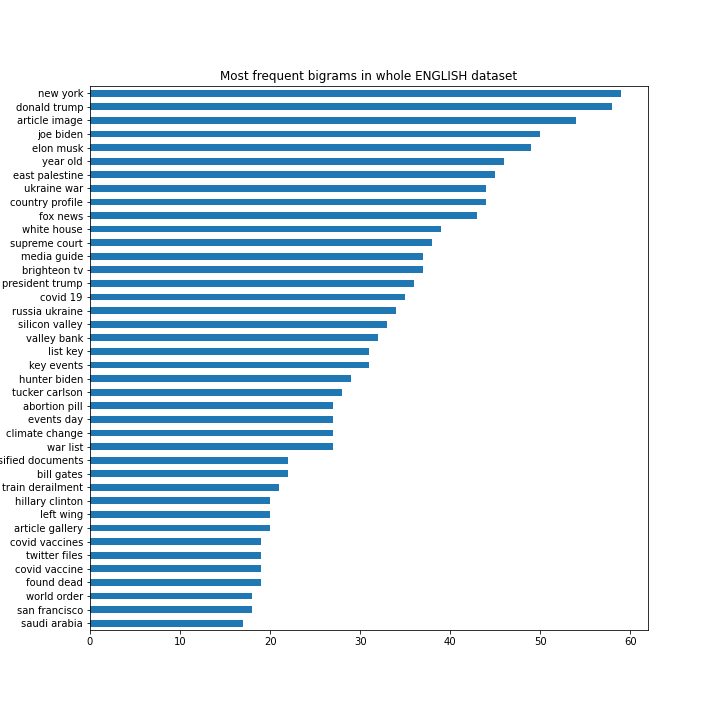 Most frequent bigrams in whole ENGLISH dataset
new york
donald trump
article image
joe biden
elon musk
year old
east palestine
ukraine war
country profile
fox news
white house
supreme court
media guide
brighteon tv
president trump
covid 19
russia ukraine
silicon valley
valley bank
list key
key events
hunter biden
tucker carlson
abortion pill
events day
climate change
war list
sified documents
bill gates
train derailment
hillary clinton
left wing
article gallery
covid vaccines
twitter files
covid vaccine
found dead
world order
san francisco
saudi arabia
0 10 20 30 40 50 60